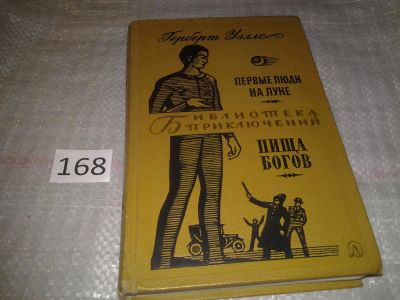 Герберт Уэллс
ПЕРВЫЕ ЛЮДИ
НА ЛУНЕ
БИБЛИОТЕКА
ПРИКЛЮЧЕНИЙ
ПИЩА
БОГОВ
168